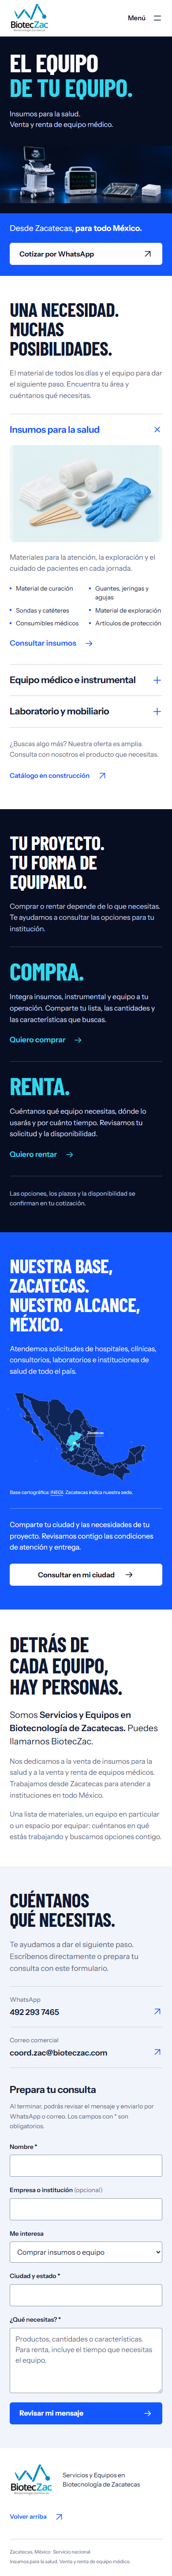 BiotecZac
Menú
EL EQUIPO
DE TU EQUIPO.
Insumos para la salud.
Venta y renta de equipo médico.
Desde Zacatecas, para todo México.
Cotizar por WhatsApp
UNA NECESIDAD.
MUCHAS
POSIBILIDADES.
El material de todos los días y el equipo para dar
el siguiente paso. Encuentra tu área y
cuéntanos qué necesitas.
Insumos para la salud
Materiales para la atención, la exploración y el
cuidado de pacientes en cada jornada.
Material de curación
Guantes, jeringas y
agujas
Sondas y catéteres
Material de exploración
Consumibles médicos
Artículos de protección
Consultar insumos
Equipo médico e instrumental
Laboratorio y mobiliario
¿Buscas algo más? Nuestra oferta es amplia.
Consulta con nosotros el producto que necesitas.
Catálogo en construcción
TU PROYECTO.
TU FORMA DE
EQUIPARLO.
Comprar o rentar depende de lo que necesitas.
Te ayudamos a consultar las opciones para tu
institución.
COMPRA.
Integra insumos, instrumental y equipo a tu
operación. Comparte tu lista, las cantidades y
las características que buscas.
Quiero comprar
RENTA.
Cuéntanos qué equipo necesitas, dónde lo
usarás y por cuánto tiempo. Revisamos tu
solicitud y la disponibilidad.
Quiero rentar
Las opciones, los plazos y la disponibilidad se
confirman en tu cotización.
NUESTRA BASE,
ZACATECAS.
NUESTRO ALCANCE,
MÉXICO.
Atendemos solicitudes de hospitales, clínicas,
consultorios, laboratorios e instituciones de
salud de todo el país.
Zacatecas
Base cartográfica: INEGI. Zacatecas indica nuestra sede.
Comparte tu ciudad y las necesidades de tu
proyecto. Revisamos contigo las condiciones
de atención y entrega.
Consultar en mi ciudad
DETRÁS DE
CADA EQUIPO,
HAY PERSONAS.
Somos Servicios y Equipos en
Biotecnología de Zacatecas. Puedes
llamarnos BiotecZac.
Nos dedicamos a la venta de insumos para la
salud y a la venta y renta de equipos médicos.
Trabajamos desde Zacatecas para atender a
instituciones en todo México.
Una lista de materiales, un equipo en particular
o un espacio por equipar: cuéntanos en qué
estás trabajando y buscamos opciones contigo.
CUÉNTANOS
QUÉ NECESITAS.
Te ayudamos a dar el siguiente paso.
Escríbenos directamente o prepara tu
consulta con este formulario.
WhatsApp
492 293 7465
Correo comercial
coord.zac@bioteczac.com
Prepara tu consulta
Al terminar, podrás revisar el mensaje y enviarlo por
WhatsApp o correo. Los campos con * son
obligatorios.
Nombre *
Empresa o institución (opcional)
Me interesa
Comprar insumos o equipo
Ciudad y estado *
¿Qué necesitas? *
Productos, cantidades o características.
Para renta, incluye el tiempo que necesitas
el equipo.
Revisar mi mensaje
BiotecZac
Servicios y Equipos en
Biotecnología de Zacatecas
Volver arriba
Zacatecas, México · Servicio nacional
Insumos para la salud. Venta y renta de equipo médico.